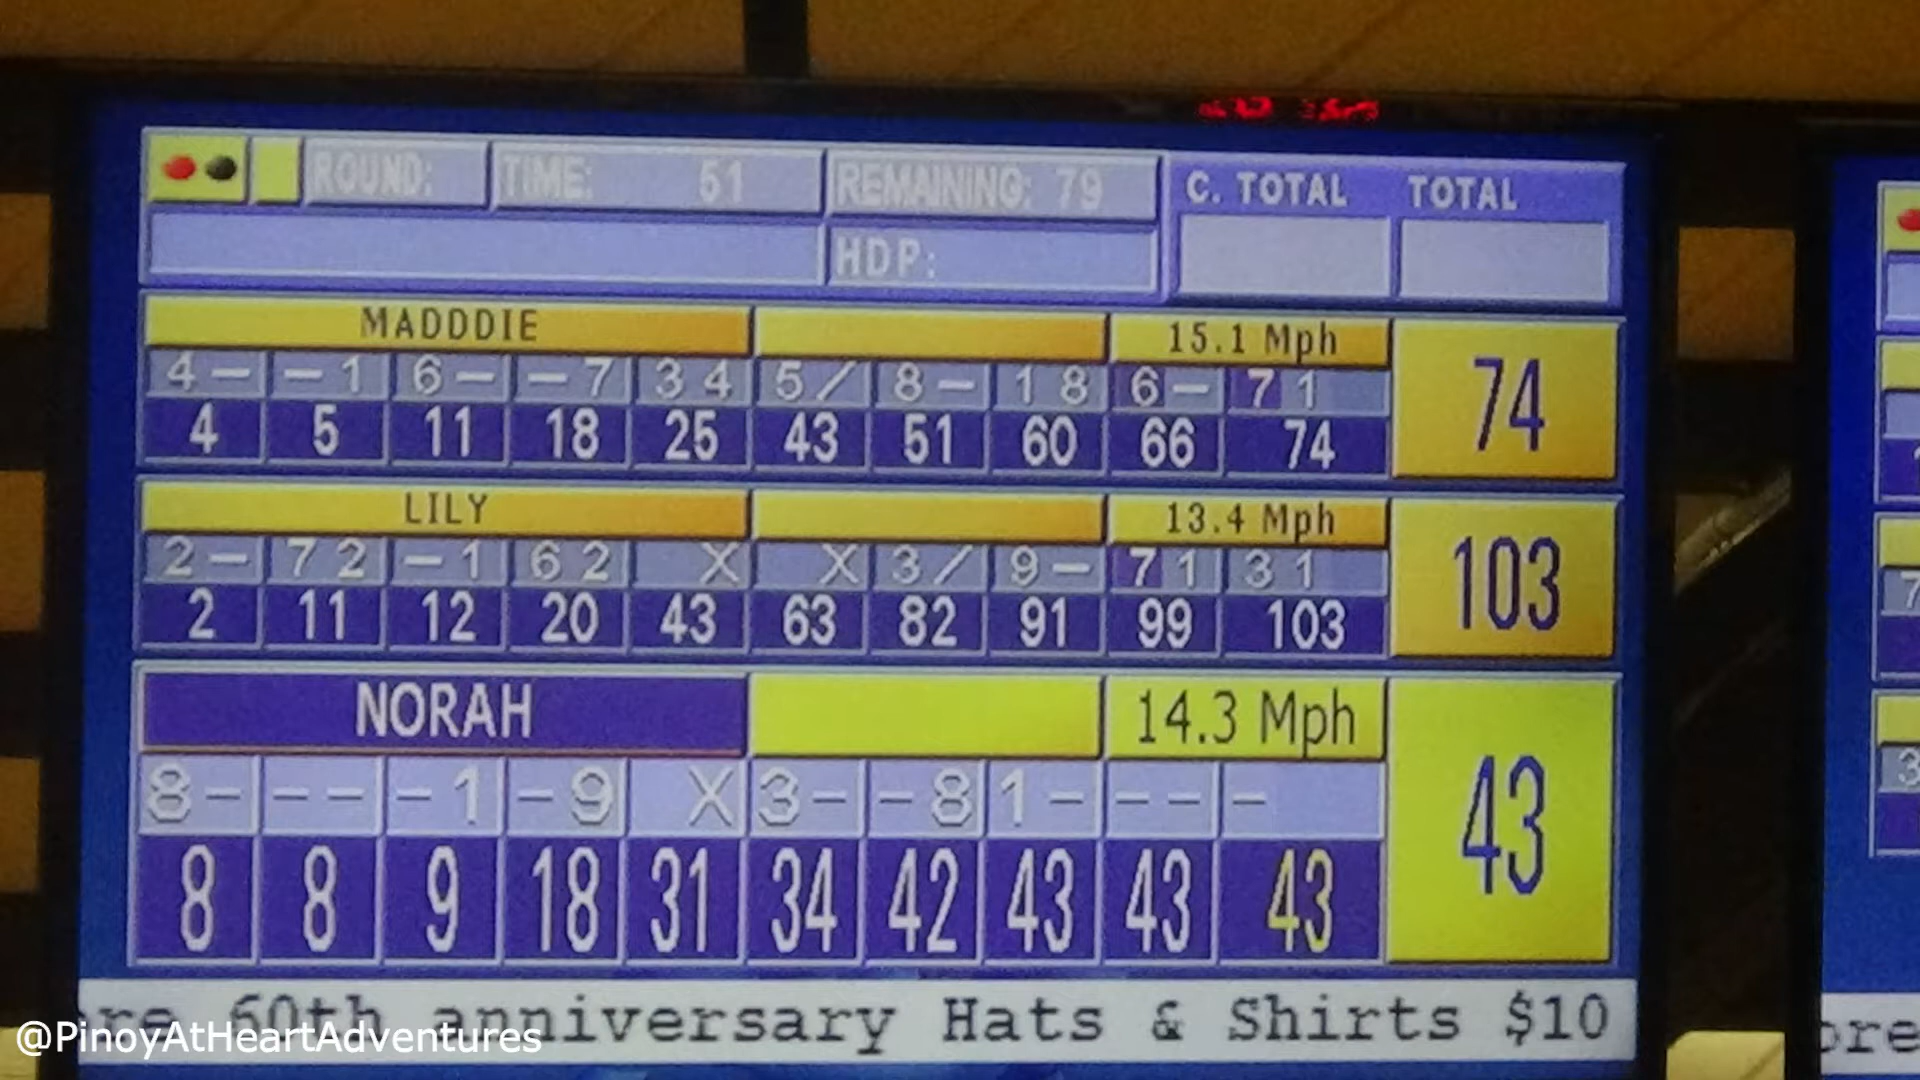 ROUND: TIME: 51 REMAINING: 79 C. TOTAL TOTAL
HDP:
MADDDIE 15.1 Mph
4 - - 1 6 - - 7 3 4 5 / 8 - 1 8 6 - 7 1 74
4 5 11 18 25 43 51 60 66 74
LILY 13.4 Mph
2 - 7 2 - 1 6 2 X X 3 / 9 - 7 1 3 1 103
2 11 12 20 43 63 82 91 99 103
NORAH 14.3 Mph
8 - - - - 1 - 9 X 3 - - 8 1 - - - - 43
8 8 9 18 31 34 42 43 43 43
60th anniversary Hats & Shirts $10
@PinoyAtHeartAdventures